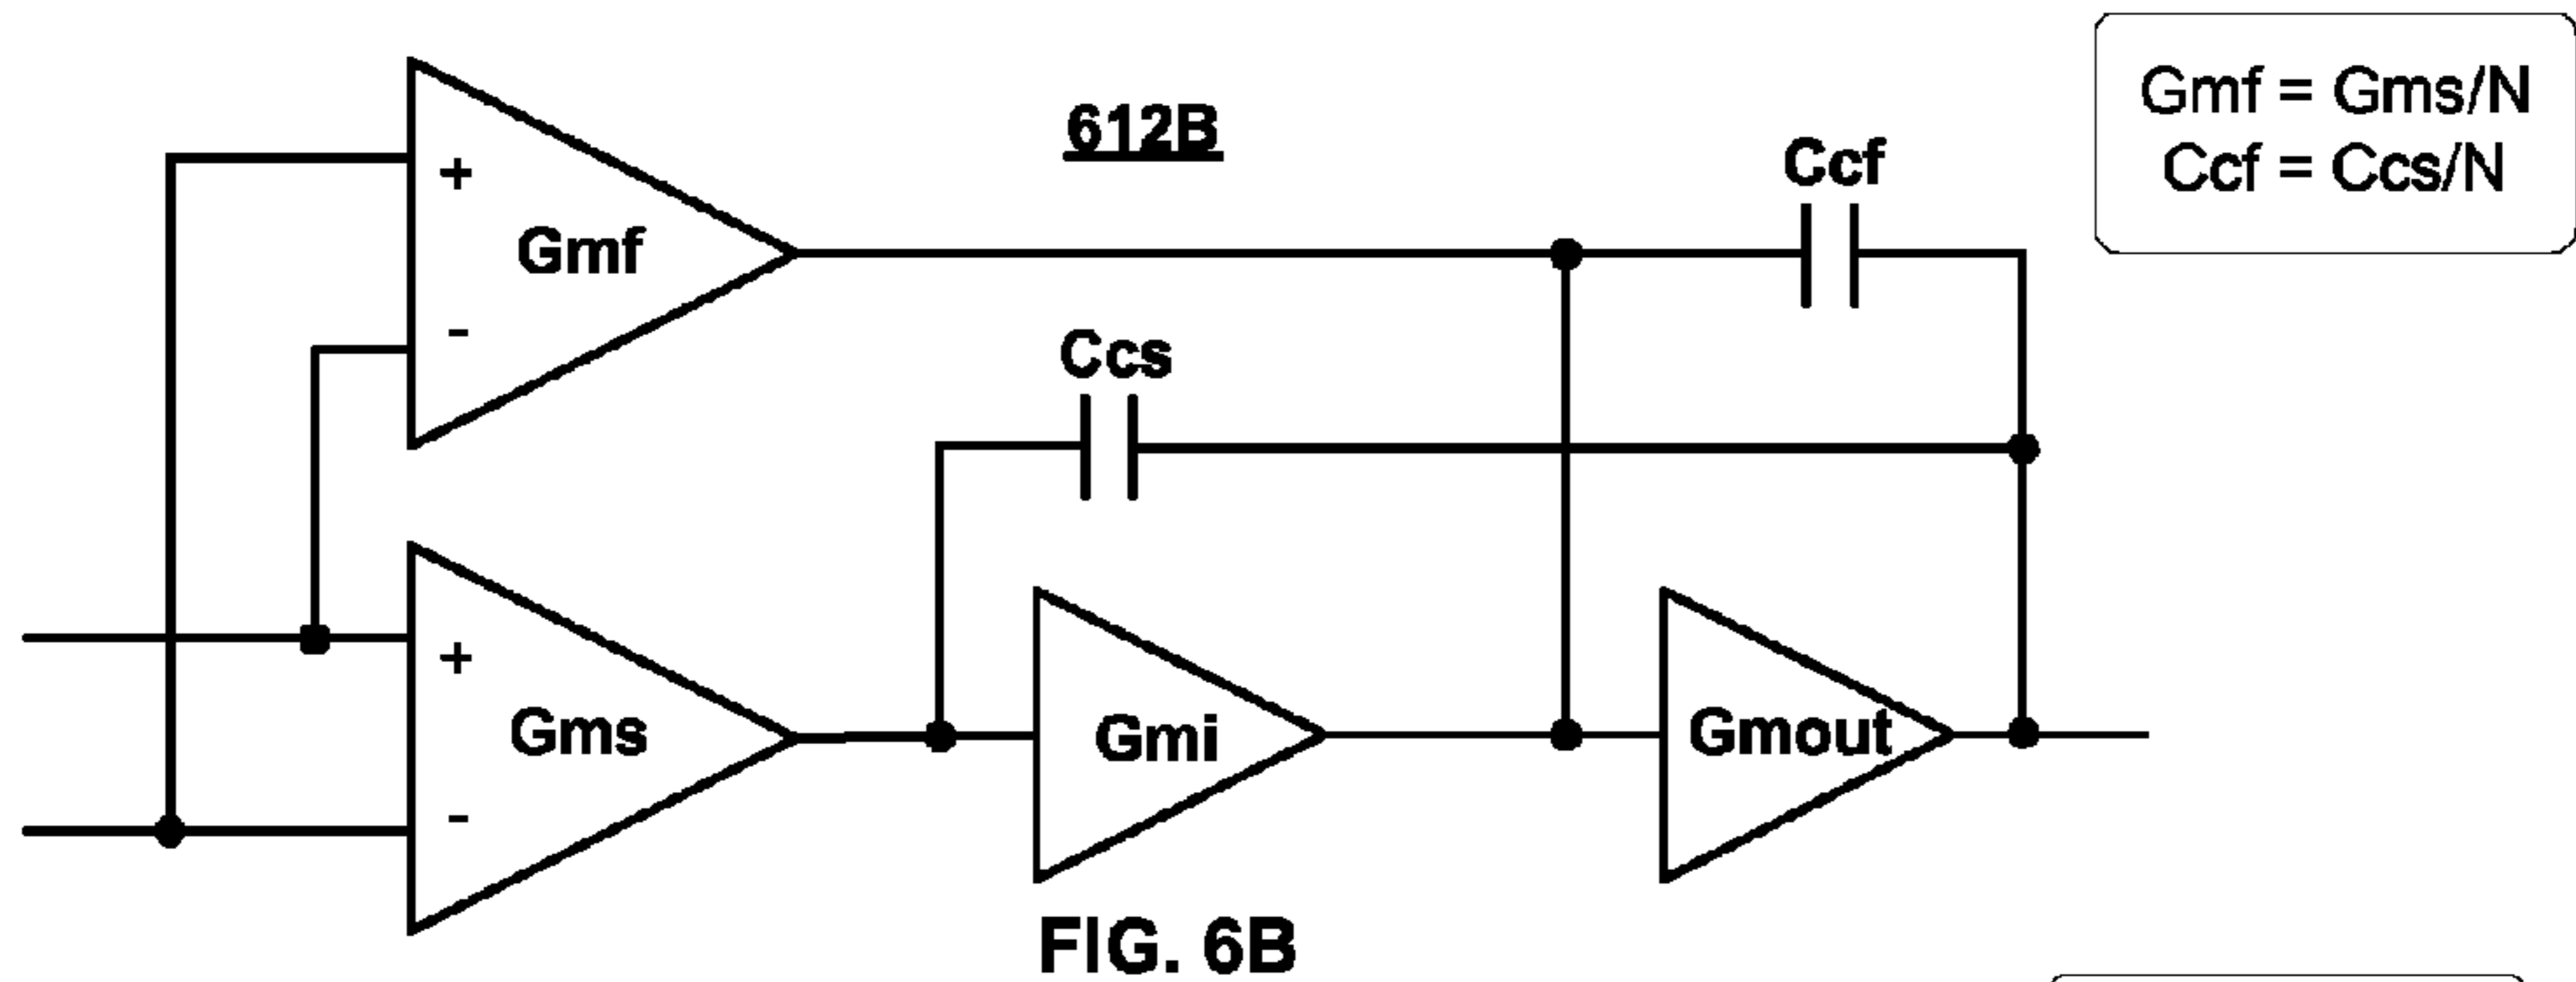 612B
Gmf = Gms/N
Ccf = Ccs/N
Ccf
+
Gmf
-
Ccs
+
Gms
-
Gmi
Gmout
FIG. 6B